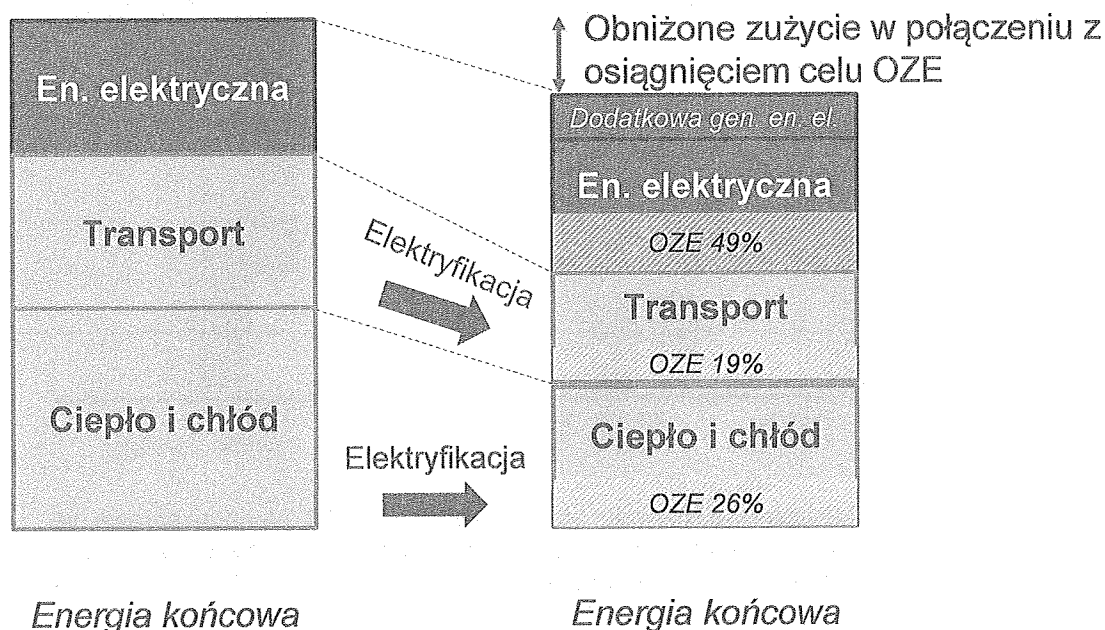 En. elektryczna
Transport
Ciepło i chłód
Energia końcowa
Elektryfikacja
Elektryfikacja
Obniżone zużycie w połączeniu z
osiągnięciem celu OZE
Dodatkowa gen. en. el.
En. elektryczna
OZE 49%
Transport
OZE 19%
Ciepło i chłód
OZE 26%
Energia końcowa